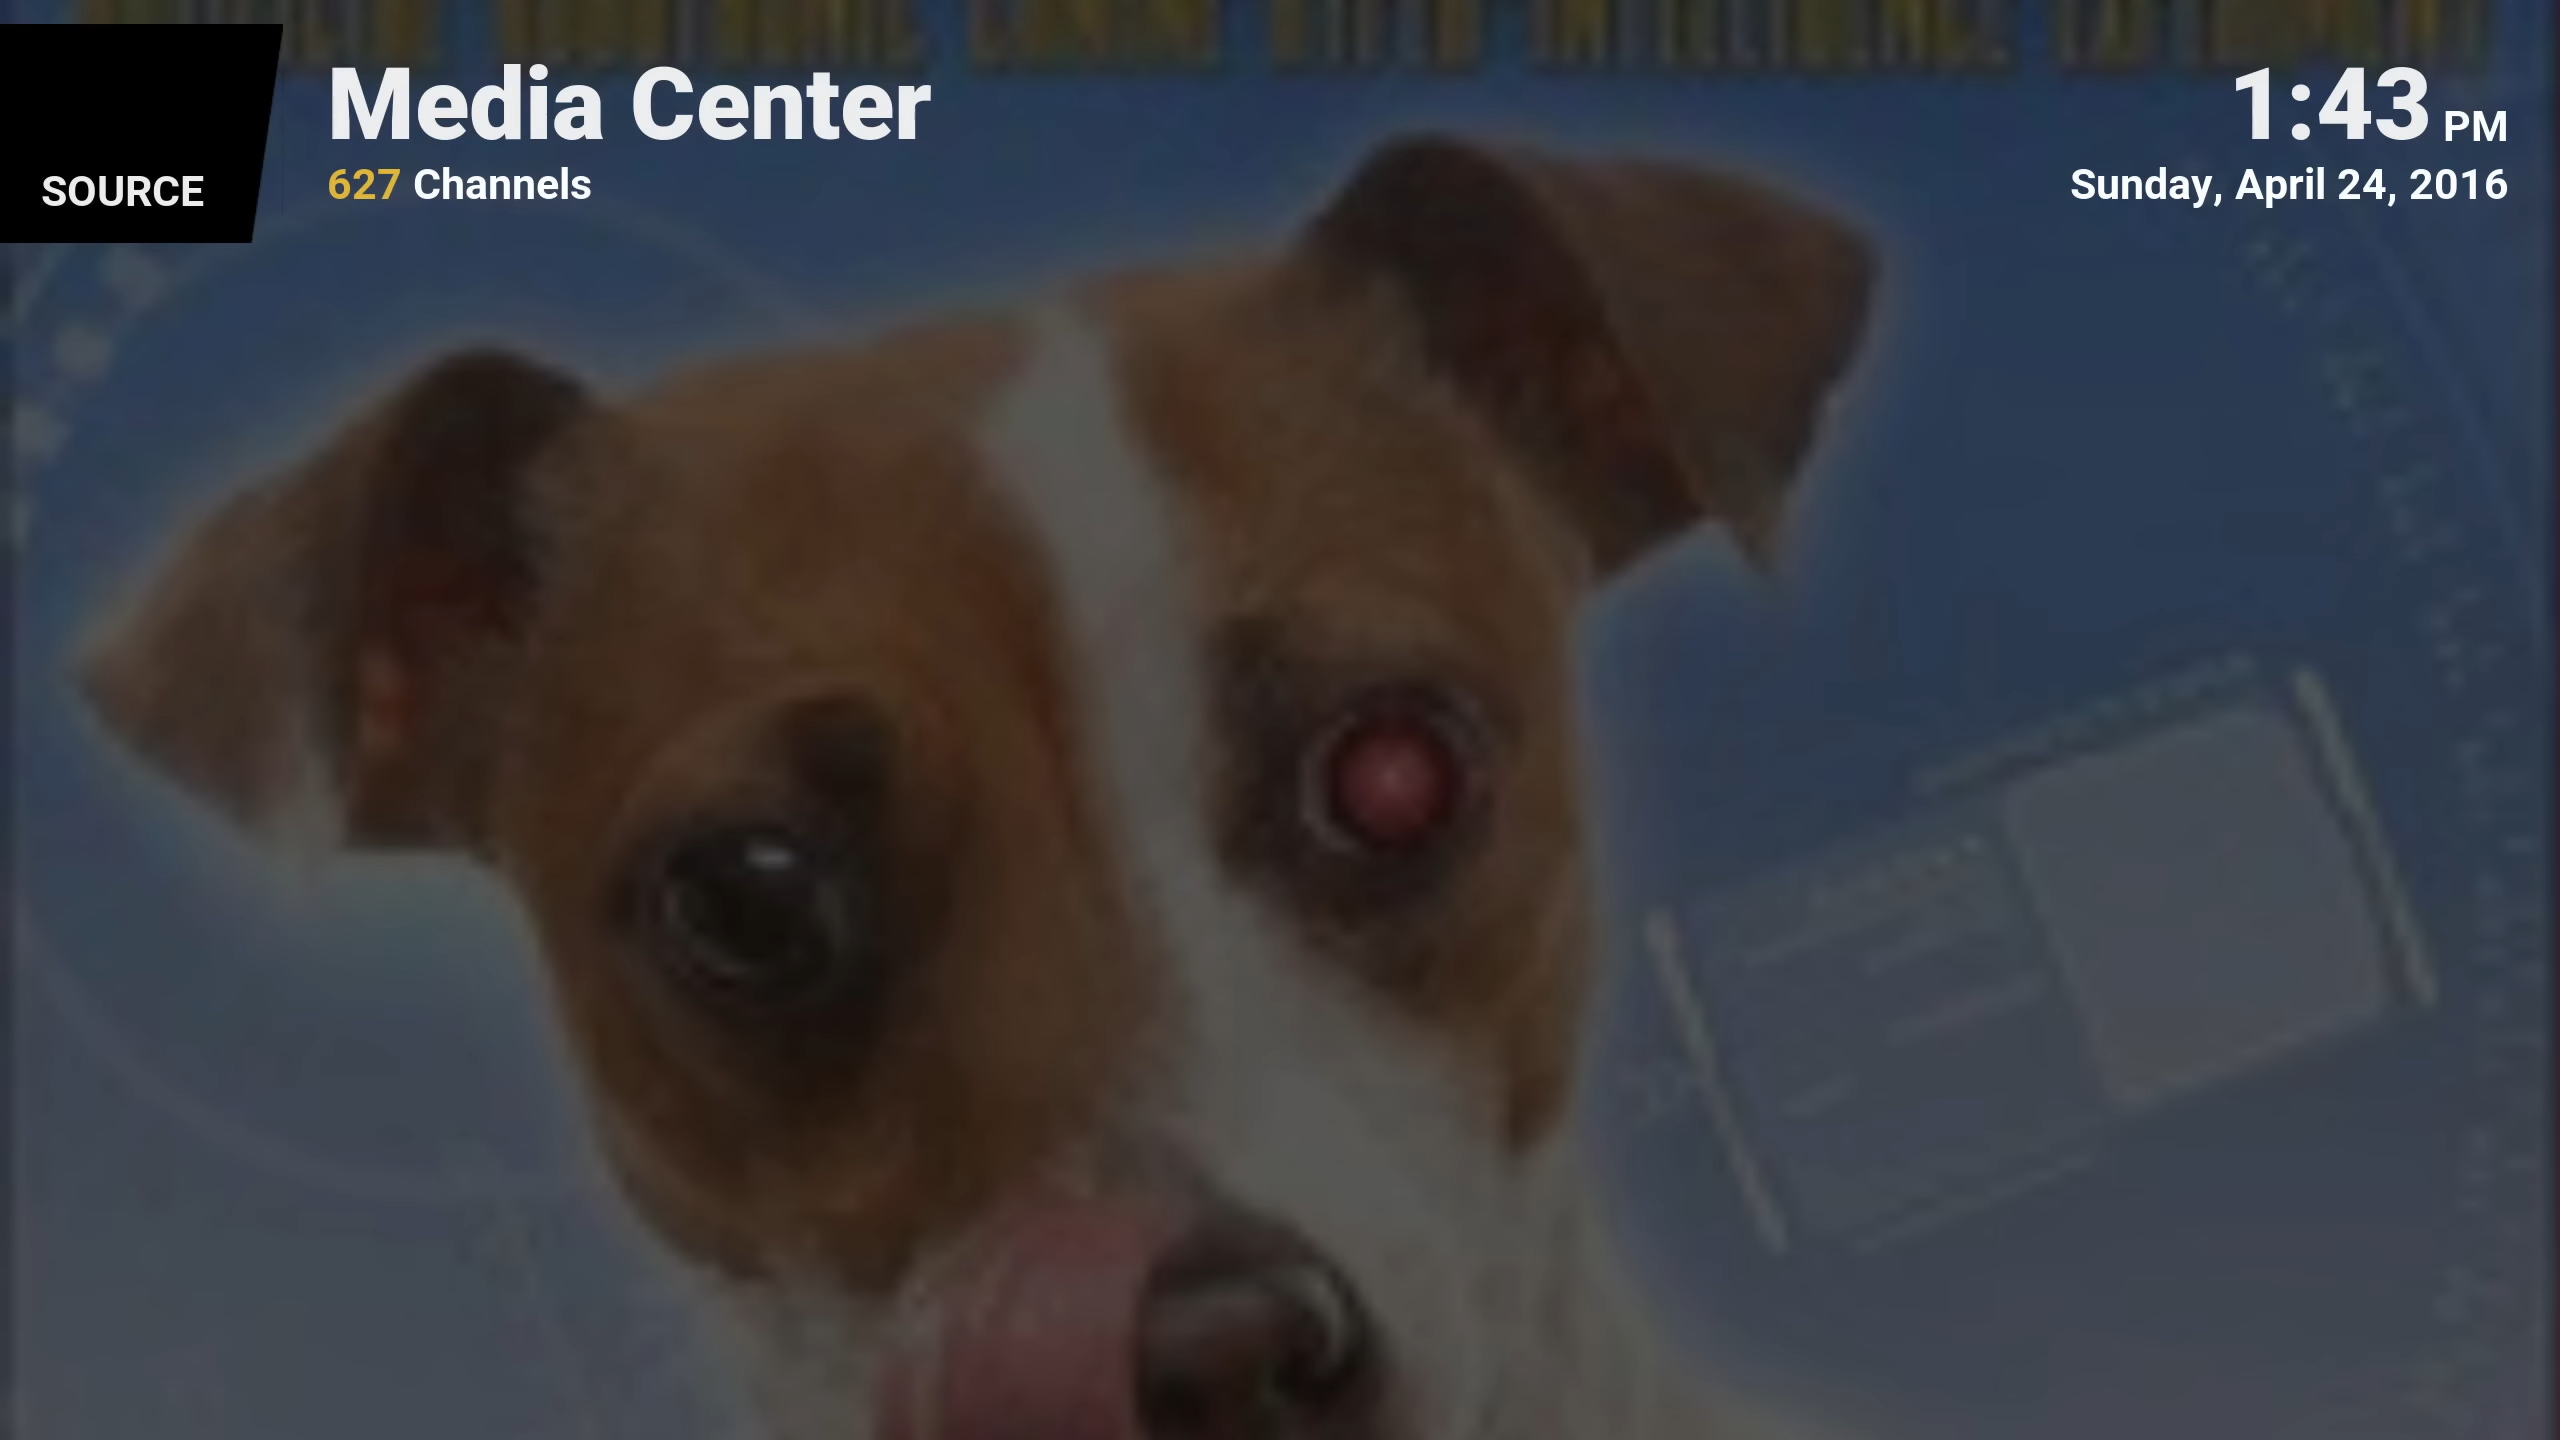 SOURCE
Media Center
627 Channels
1:43 PM
Sunday, April 24, 2016